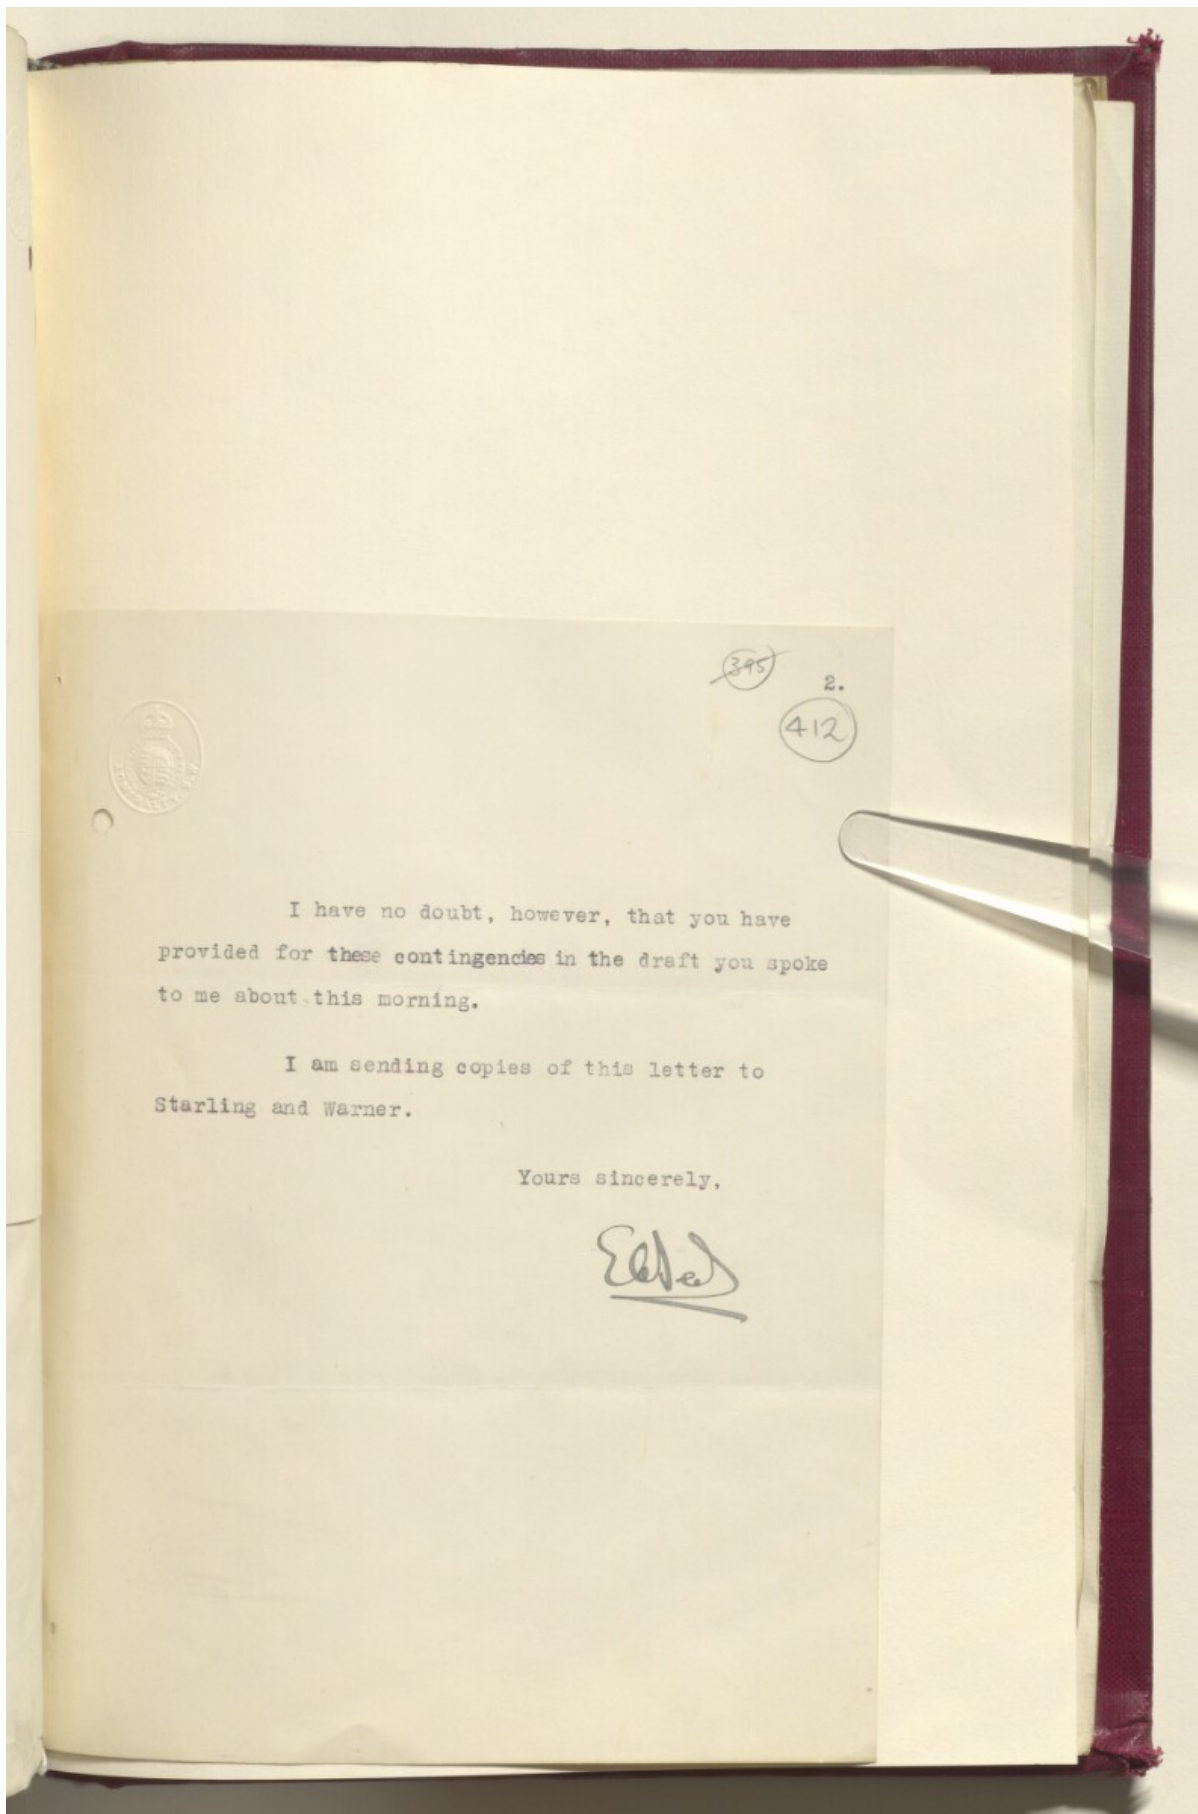 395
2.
412
I have no doubt, however, that you have
provided for these contingencies in the draft you spoke
to me about this morning.
I am sending copies of this letter to
Starling and Warner.
Yours sincerely,